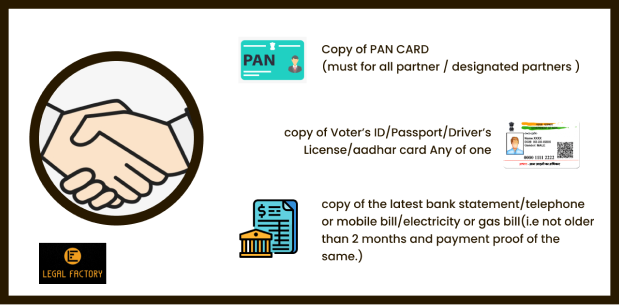 PAN
Copy of PAN CARD
(must for all partner / designated partners )
copy of Voter's ID/Passport/Driver's
License/aadhar card Any of one
0000 1111 2222
copy of the latest bank statement/telephone
or mobile bill/electricity or gas bill(i.e not older
than 2 months and payment proof of the
same.)
LEGAL FACTORY